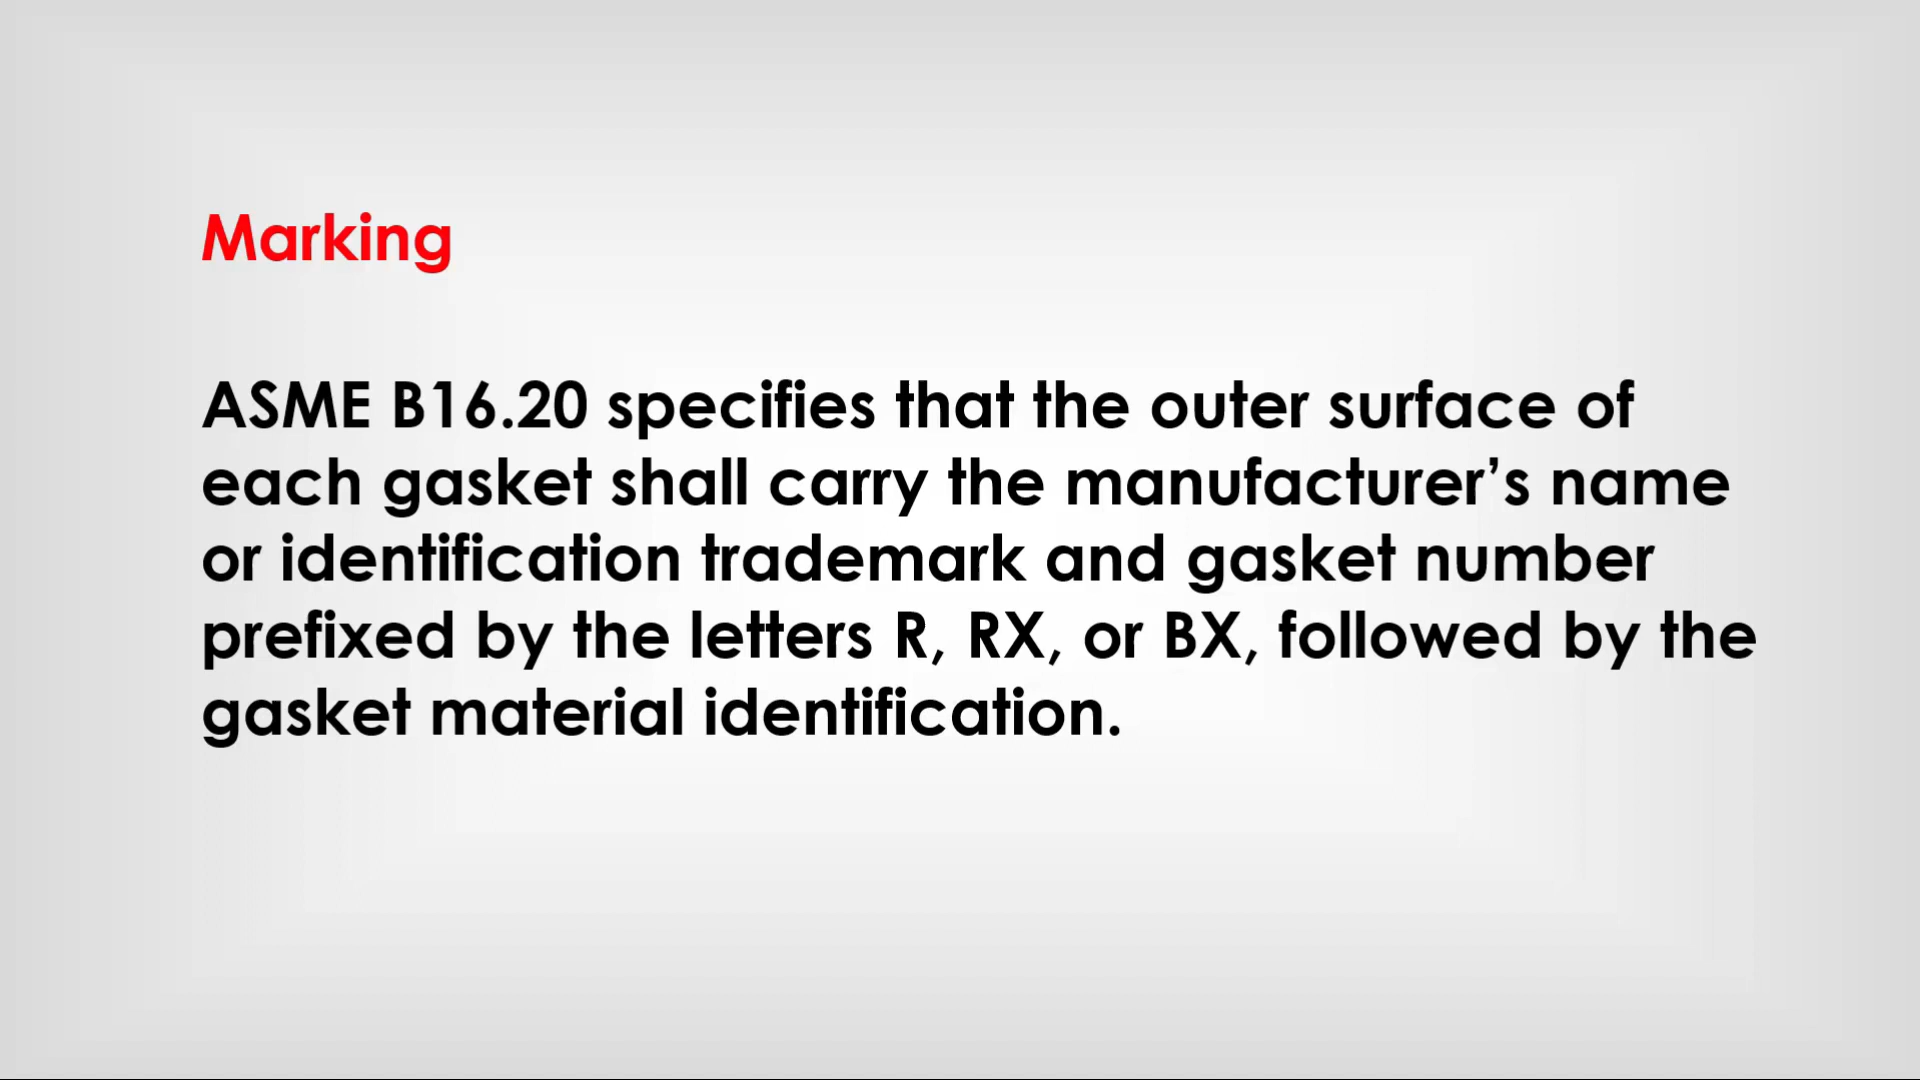 Marking
ASME B16.20 specifies that the outer surface of
each gasket shall carry the manufacturer’s name
or identification trademark and gasket number
prefixed by the letters R, RX, or BX, followed by the
gasket material identification.